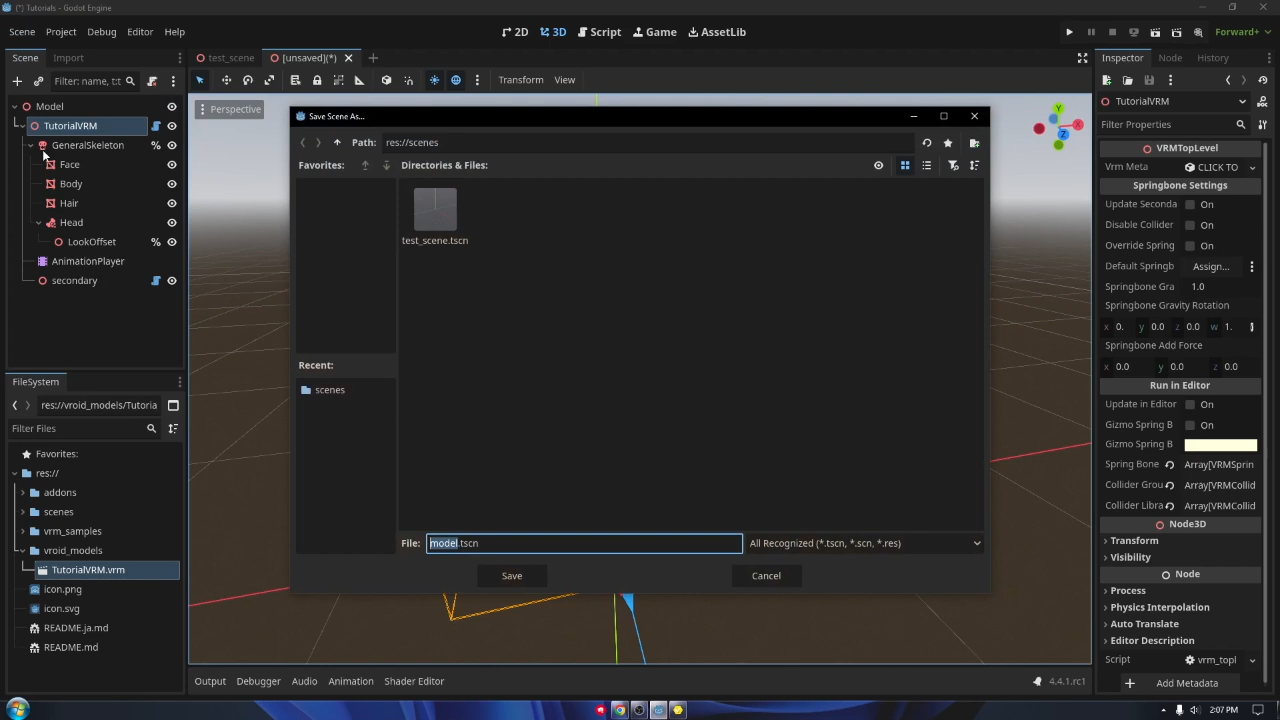 (*) Tutorials - Godot Engine
Scene Project Debug Editor Help
2D 3D Script Game AssetLib
Forward+
Scene Import
test_scene [unsaved](*)
Inspector Node History
Filter: name, t:t
Transform View
Perspective
Model
TutorialVRM
GeneralSkeleton
Face
Body
Hair
Head
LookOffset
AnimationPlayer
secondary
FileSystem
res://vroid_models/Tutoria
Filter Files
Favorites:
res://
addons
scenes
vrm_samples
vroid_models
TutorialVRM.vrm
icon.png
icon.svg
README.ja.md
README.md
Save Scene As...
Path: res://scenes
Favorites:
Directories & Files:
test_scene.tscn
Recent:
scenes
File: model.tscn
All Recognized (*.tscn, *.scn, *.res)
Save Cancel
Output Debugger Audio Animation Shader Editor
4.4.1.rc1
TutorialVRM
Filter Properties
VRMTopLevel
Vrm Meta CLICK TO
Springbone Settings
Update Seconda On
Disable Collider On
Override Spring On
Default Springb Assign...
Springbone Gra 1.0
Springbone Gravity Rotation
x 0. y 0.0 z 0.0 w 1.
Springbone Add Force
x 0.0 y 0.0 z 0.0
Run in Editor
Update in Editor On
Gizmo Spring B On
Gizmo Spring B
Spring Bone Array[VRMSprin
Collider Grou Array[VRMCollid
Collider Libra Array[VRMCollid
Node3D
Transform
Visibility
Node
Process
Physics Interpolation
Auto Translate
Editor Description
Script vrm_topl
Add Metadata
Y
X
Z
2:07 PM